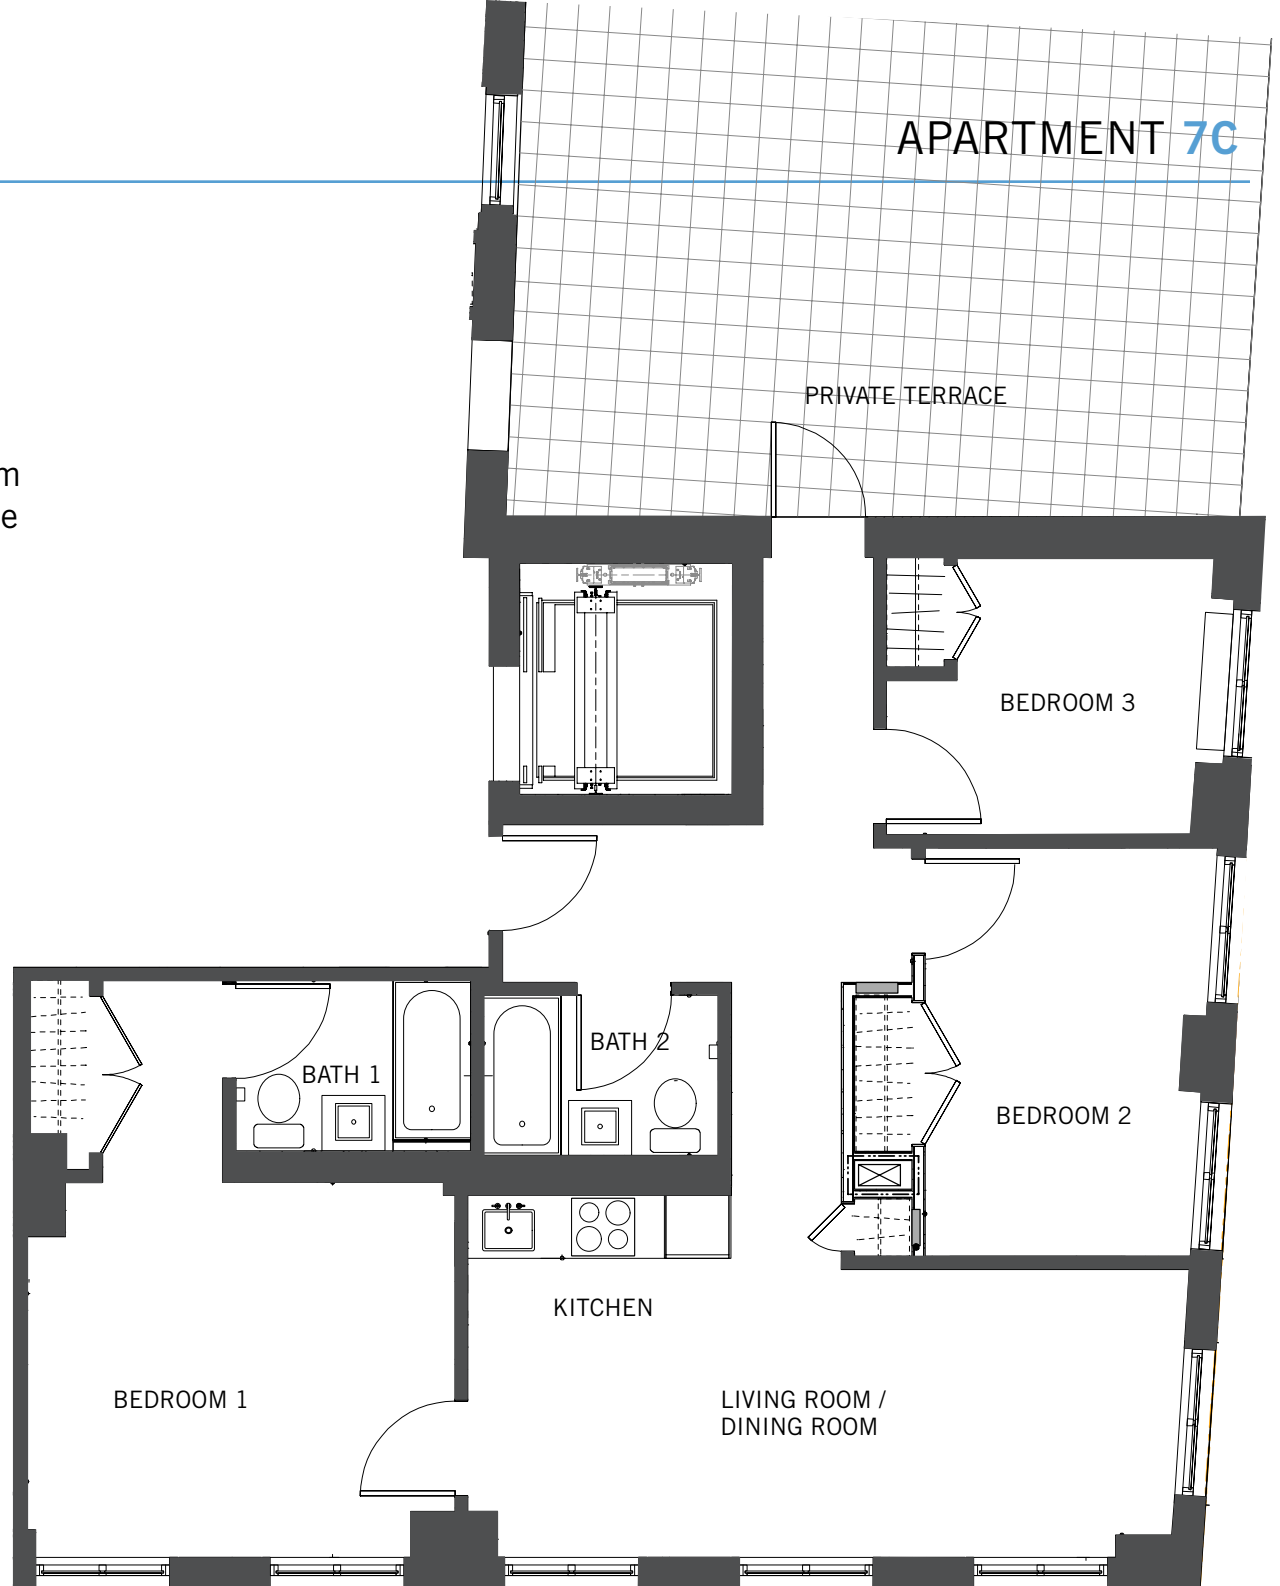 APARTMENT 7C
PRIVATE TERRACE
m
e
BEDROOM 3
BATH 2
BATH 1
BEDROOM 2
KITCHEN
BEDROOM 1
LIVING ROOM /
DINING ROOM